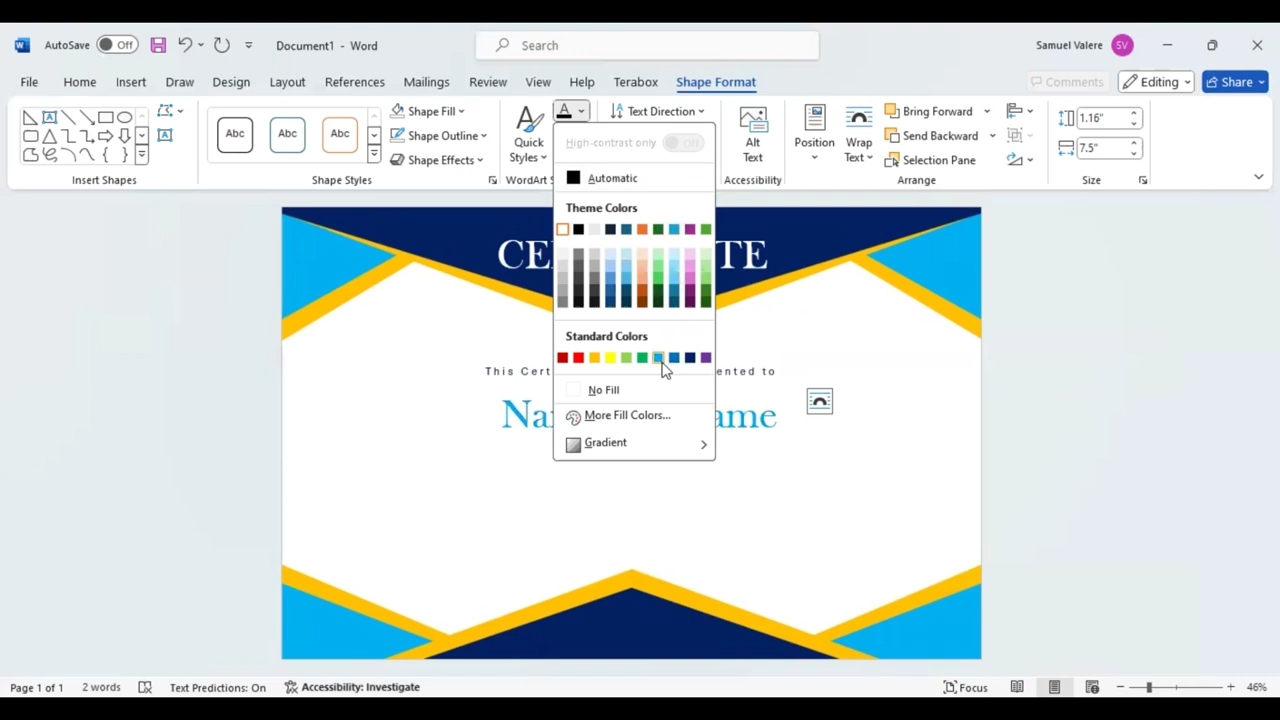 AutoSave Off Document1 - Word Search Samuel Valere SV
File Home Insert Draw Design Layout References Mailings Review View Help Terabox Shape Format Comments Editing Share
Abc Abc Abc
Shape Fill
Shape Outline
Shape Effects
Quick Styles
A
Text Direction
Alt Text
Position
Wrap Text
Bring Forward
Send Backward
Selection Pane
1.16"
7.5"
Insert Shapes Shape Styles WordArt S Accessibility Arrange Size
High-contrast only Off
Automatic
Theme Colors
Standard Colors
No Fill
More Fill Colors...
Gradient
CE TE
This Cert ented to
Na ame
Page 1 of 1 2 words Text Predictions: On Accessibility: Investigate Focus 46%